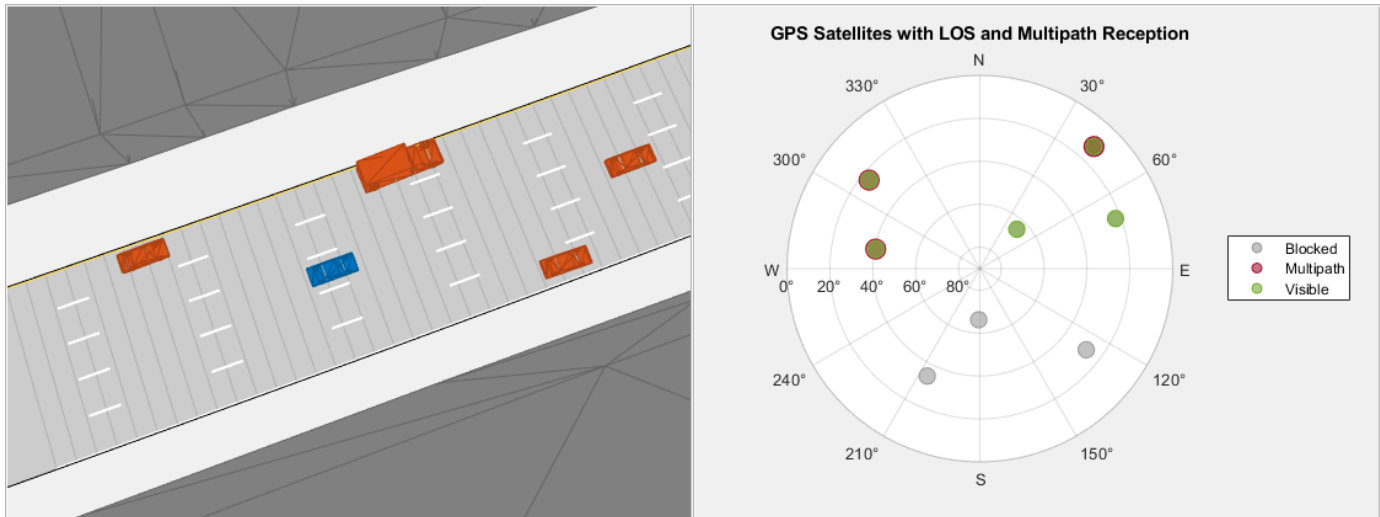 GPS Satellites with LOS and Multipath Reception
N
330°
30°
300°
60°
W
E
0°
20°
40°
60°
80°
240°
120°
210°
150°
S
Blocked
Multipath
Visible